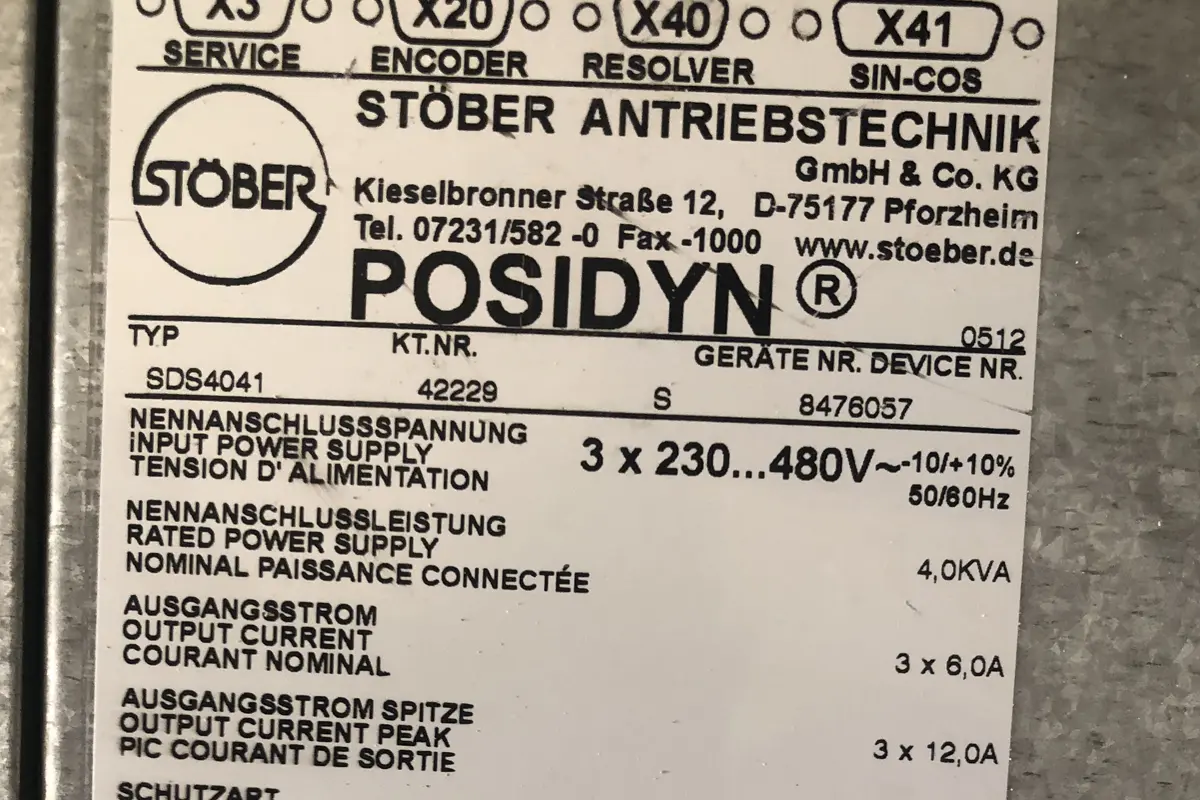 X3 X20 X40 X41
SERVICE ENCODER RESOLVER SIN-COS
STÖBER
STÖBER ANTRIEBSTECHNIK
GmbH & Co. KG
Kieselbronner Straße 12, D-75177 Pforzheim
Tel. 07231/582 -0 Fax -1000 www.stoeber.de
POSIDYN ®
0512
TYP KT.NR. GERÄTE NR. DEVICE NR.
SDS4041 42229 S 8476057
NENNANSCHLUSSSPANNUNG
INPUT POWER SUPPLY
TENSION D' ALIMENTATION
3 x 230...480V~-10/+10%
50/60Hz
NENNANSCHLUSSLEISTUNG
RATED POWER SUPPLY
NOMINAL PAISSANCE CONNECTÉE
4,0KVA
AUSGANGSSTROM
OUTPUT CURRENT
COURANT NOMINAL
3 x 6,0A
AUSGANGSSTROM SPITZE
OUTPUT CURRENT PEAK
PIC COURANT DE SORTIE
3 x 12,0A
SCHUTZART